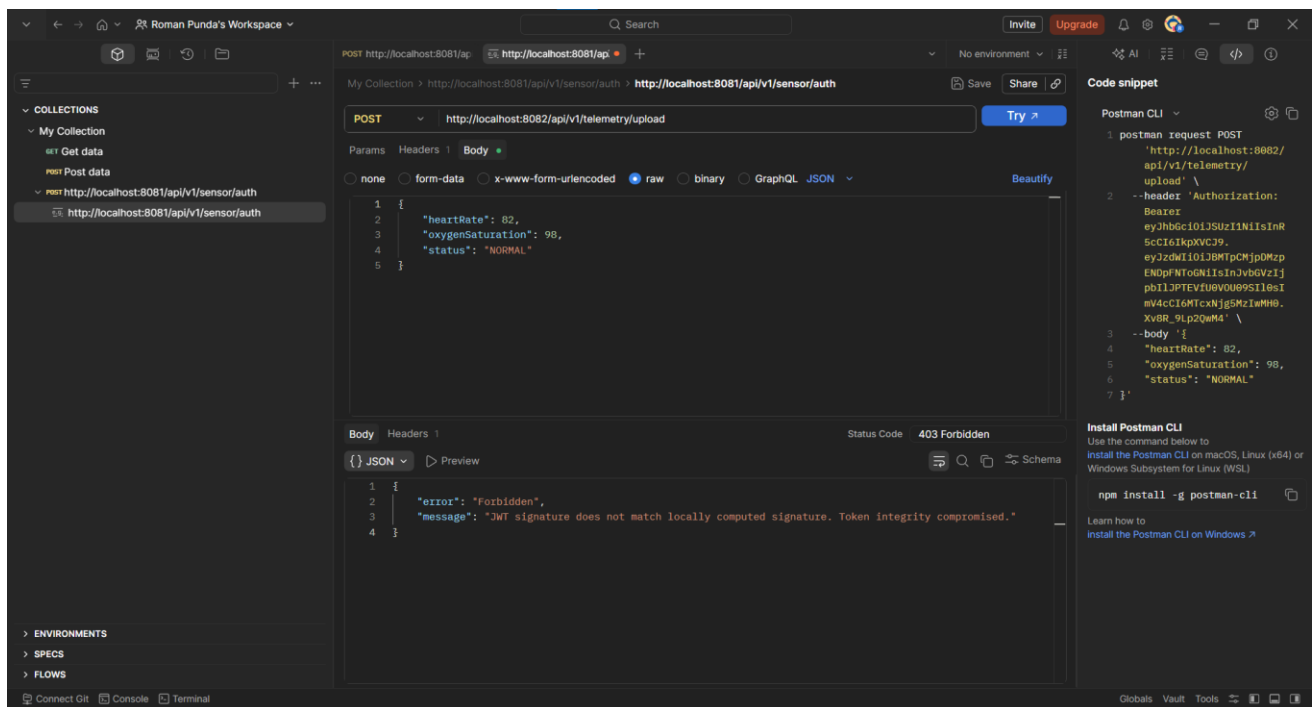 Roman Punda's Workspace
Search
Invite
Upgrade
POST http://localhost:8081/ap
http://localhost:8081/ap
No environment
AI
COLLECTIONS
My Collection
GET Get data
POST Post data
POST http://localhost:8081/api/v1/sensor/auth
http://localhost:8081/api/v1/sensor/auth
ENVIRONMENTS
SPECS
FLOWS
My Collection > http://localhost:8081/api/v1/sensor/auth > http://localhost:8081/api/v1/sensor/auth
Save
Share
POST
http://localhost:8082/api/v1/telemetry/upload
Try
Params Headers 1 Body
none form-data x-www-form-urlencoded raw binary GraphQL JSON
Beautify
1 {
2 "heartRate": 82,
3 "oxygenSaturation": 98,
4 "status": "NORMAL"
5 }
Body Headers 1
Status Code 403 Forbidden
{} JSON
Preview
Schema
1 {
2 "error": "Forbidden",
3 "message": "JWT signature does not match locally computed signature. Token integrity compromised."
4 }
Code snippet
Postman CLI
1 postman request POST
'http://localhost:8082/
api/v1/telemetry/
upload' \
2 --header 'Authorization:
Bearer
3 --body '{
4 "heartRate": 82,
5 "oxygenSaturation": 98,
6 "status": "NORMAL"
7 }'
Install Postman CLI
Use the command below to
install the Postman CLI on macOS, Linux (x64) or
Windows Subsystem for Linux (WSL)
npm install -g postman-cli
Learn how to
install the Postman CLI on Windows
Connect Git Console Terminal
Globals Vault Tools